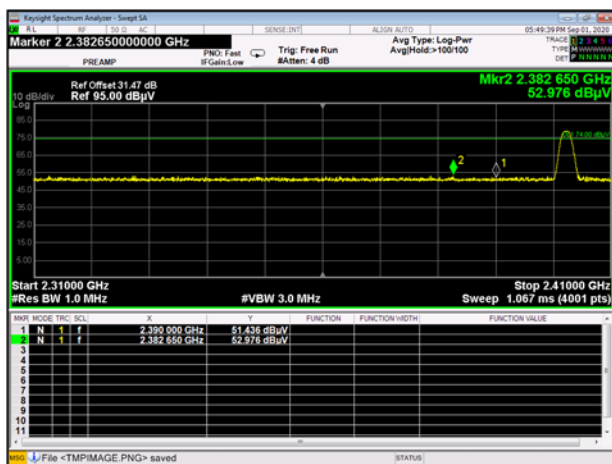 Keysight Spectrum Analyzer - Swept SA
RL RF 50 Ω AC SENSE:INT ALIGN AUTO 05:49:39 PM Sep 01, 2020
Marker 2 2.382650000000 GHz
PREAMP
PNO: Fast
IFGain:Low
Trig: Free Run
#Atten: 4 dB
Avg Type: Log-Pwr
Avg|Hold:>100/100
TRACE 1 2 3 4 5 6
TYPE MWWWWW
DET P N N N N N
Mkr2 2.382 650 GHz
52.976 dBµV
Ref Offset 31.47 dB
10 dB/div Ref 95.00 dBµV
Log
85.0
75.0
74.00 dBµV
65.0
55.0
2 1
45.0
35.0
25.0
15.0
5.00
Start 2.31000 GHz Stop 2.41000 GHz
#Res BW 1.0 MHz #VBW 3.0 MHz Sweep 1.067 ms (4001 pts)
MKR MODE TRC SCL X Y FUNCTION FUNCTION WIDTH FUNCTION VALUE
1 N 1 f 2.390 000 GHz 51.436 dBµV
2 N 1 f 2.382 650 GHz 52.976 dBµV
3
4
5
6
7
8
9
10
11
MSG File <TMPIMAGE.PNG> saved STATUS